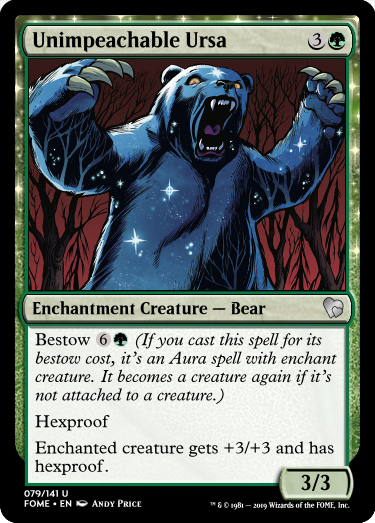 Unimpeachable Ursa 3
Enchantment Creature — Bear
Bestow 6 (If you cast this spell for its
bestow cost, it's an Aura spell with enchant
creature. It becomes a creature again if it's
not attached to a creature.)
Hexproof
Enchanted creature gets +3/+3 and has
hexproof.
3/3
079/141 U
FOME • EN Andy Price
™ & © 1981 — 2019 Wizards of the FOME, Inc.